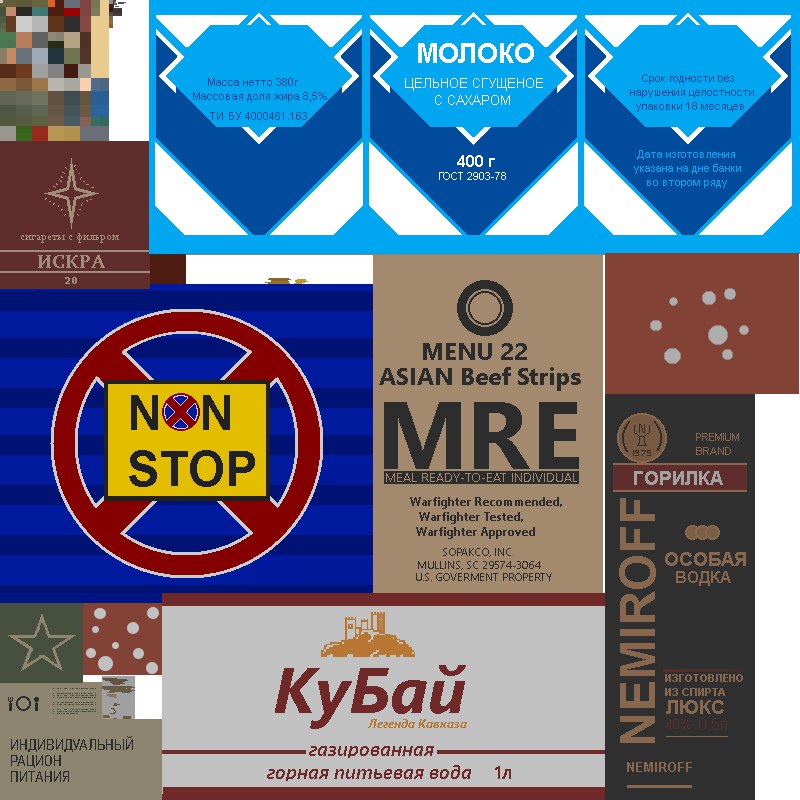 Масса нетто 380г
Массовая доля жира 8,5%
ТИ БУ 4000461.163
МОЛОКО
ЦЕЛЬНОЕ СГУЩЕНОЕ
С САХАРОМ
400 г
ГОСТ 2903-78
Срок годности без
нарушения целостности
упаковки 18 месяцев
Дата изготовления
указана на дне банки
во втором ряду
сигареты с фильром
ИСКРА
20
NON
STOP
MENU 22
ASIAN Beef Strips
MRE
MEAL READY-TO-EAT INDIVIDUAL
Warfighter Recommended,
Warfighter Tested,
Warfighter Approved
SOPAKCO, INC.
MULLINS, SC 29574-3064
U.S. GOVERMENT PROPERTY
1975
PREMIUM
BRAND
ГОРИЛКА
NEMIROFF
ОСОБАЯ
ВОДКА
ИЗГОТОВЛЕНО
ИЗ СПИРТА
ЛЮКС
40% 0,5л
NEMIROFF
КуБай
Легенда Кавказа
газированная
горная питьевая вода 1л
ИНДИВИДУАЛЬНЫЙ
РАЦИОН
ПИТАНИЯ